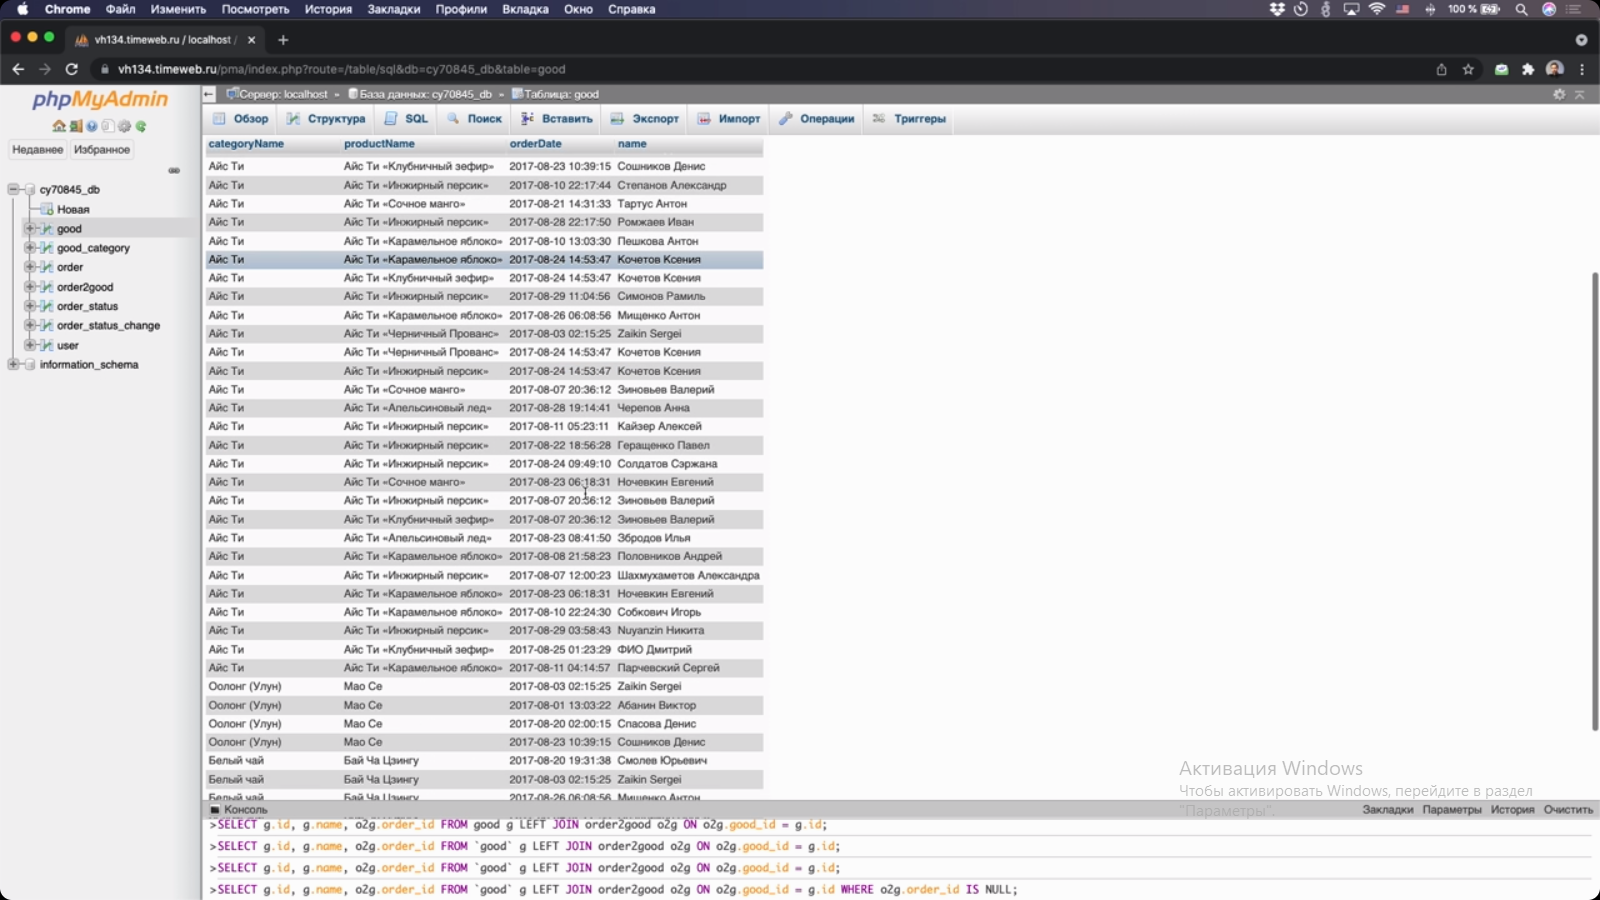 Chrome Файл Изменить Посмотреть История Закладки Профили Вкладка Окно Справка 100 %
vh134.timeweb.ru / localhost /
vh134.timeweb.ru/pma/index.php?route=/table/sql&db=cy70845_db&table=good
phpMyAdmin
Недавнее Избранное
cy70845_db
Новая
good
good_category
order
order2good
order_status
order_status_change
user
information_schema
Сервер: localhost » База данных: cy70845_db » Таблица: good
Обзор Структура SQL Поиск Вставить Экспорт Импорт Операции Триггеры
categoryName productName orderDate name
Айс Ти Айс Ти «Клубничный зефир» 2017-08-23 10:39:15 Сошников Денис
Айс Ти Айс Ти «Инжирный персик» 2017-08-10 22:17:44 Степанов Александр
Айс Ти Айс Ти «Сочное манго» 2017-08-21 14:31:33 Тартус Антон
Айс Ти Айс Ти «Инжирный персик» 2017-08-28 22:17:50 Ромжаев Иван
Айс Ти Айс Ти «Карамельное яблоко» 2017-08-10 13:03:30 Пешкова Антон
Айс Ти Айс Ти «Карамельное яблоко» 2017-08-24 14:53:47 Кочетов Ксения
Айс Ти Айс Ти «Клубничный зефир» 2017-08-24 14:53:47 Кочетов Ксения
Айс Ти Айс Ти «Инжирный персик» 2017-08-29 11:04:56 Симонов Рамиль
Айс Ти Айс Ти «Карамельное яблоко» 2017-08-26 06:08:56 Мищенко Антон
Айс Ти Айс Ти «Черничный Прованс» 2017-08-03 02:15:25 Zaikin Sergei
Айс Ти Айс Ти «Черничный Прованс» 2017-08-24 14:53:47 Кочетов Ксения
Айс Ти Айс Ти «Инжирный персик» 2017-08-24 14:53:47 Кочетов Ксения
Айс Ти Айс Ти «Сочное манго» 2017-08-07 20:36:12 Зиновьев Валерий
Айс Ти Айс Ти «Апельсиновый лед» 2017-08-28 19:14:41 Черепов Анна
Айс Ти Айс Ти «Инжирный персик» 2017-08-11 05:23:11 Кайзер Алексей
Айс Ти Айс Ти «Инжирный персик» 2017-08-22 18:56:28 Геращенко Павел
Айс Ти Айс Ти «Инжирный персик» 2017-08-24 09:49:10 Солдатов Сэржана
Айс Ти Айс Ти «Сочное манго» 2017-08-23 06:18:31 Ночевкин Евгений
Айс Ти Айс Ти «Инжирный персик» 2017-08-07 20:36:12 Зиновьев Валерий
Айс Ти Айс Ти «Клубничный зефир» 2017-08-07 20:36:12 Зиновьев Валерий
Айс Ти Айс Ти «Апельсиновый лед» 2017-08-23 08:41:50 Збродов Илья
Айс Ти Айс Ти «Карамельное яблоко» 2017-08-08 21:58:23 Половников Андрей
Айс Ти Айс Ти «Инжирный персик» 2017-08-07 12:00:23 Шахмухаметов Александра
Айс Ти Айс Ти «Карамельное яблоко» 2017-08-23 06:18:31 Ночевкин Евгений
Айс Ти Айс Ти «Карамельное яблоко» 2017-08-10 22:24:30 Собкович Игорь
Айс Ти Айс Ти «Инжирный персик» 2017-08-29 03:58:43 Nuyanzin Никита
Айс Ти Айс Ти «Клубничный зефир» 2017-08-25 01:23:29 ФИО Дмитрий
Айс Ти Айс Ти «Карамельное яблоко» 2017-08-11 04:14:57 Парчевский Сергей
Оолонг (Улун) Мао Се 2017-08-03 02:15:25 Zaikin Sergei
Оолонг (Улун) Мао Се 2017-08-01 13:03:22 Абанин Виктор
Оолонг (Улун) Мао Се 2017-08-20 02:00:15 Спасова Денис
Оолонг (Улун) Мао Се 2017-08-23 10:39:15 Сошников Денис
Белый чай Бай Ча Цзингу 2017-08-20 19:31:38 Смолев Юрьевич
Белый чай Бай Ча Цзингу 2017-08-03 02:15:25 Zaikin Sergei
Белый чай Бай Ча Цзингу 2017-08-26 06:08:56 Мищенко Антон
Активация Windows
Чтобы активировать Windows, перейдите в раздел
"Параметры".
Консоль Закладки Параметры История Очистить
>SELECT g.id, g.name, o2g.order_id FROM good g LEFT JOIN order2good o2g ON o2g.good_id = g.id;
>SELECT g.id, g.name, o2g.order_id FROM `good` g LEFT JOIN order2good o2g ON o2g.good_id = g.id;
>SELECT g.id, g.name, o2g.order_id FROM `good` g LEFT JOIN order2good o2g ON o2g.good_id = g.id;
>SELECT g.id, g.name, o2g.order_id FROM `good` g LEFT JOIN order2good o2g ON o2g.good_id = g.id WHERE o2g.order_id IS NULL;